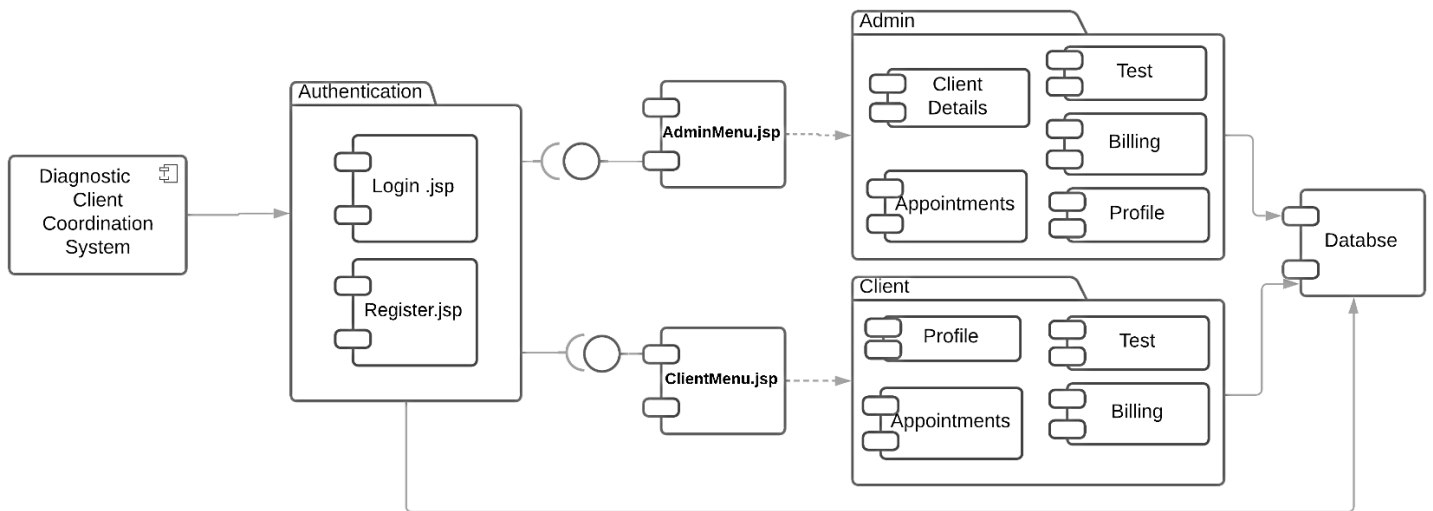 Diagnostic
Client
Coordination
System
Authentication
Login .jsp
Register.jsp
AdminMenu.jsp
ClientMenu.jsp
Admin
Client
Details
Appointments
Test
Billing
Profile
Client
Profile
Appointments
Test
Billing
Databse